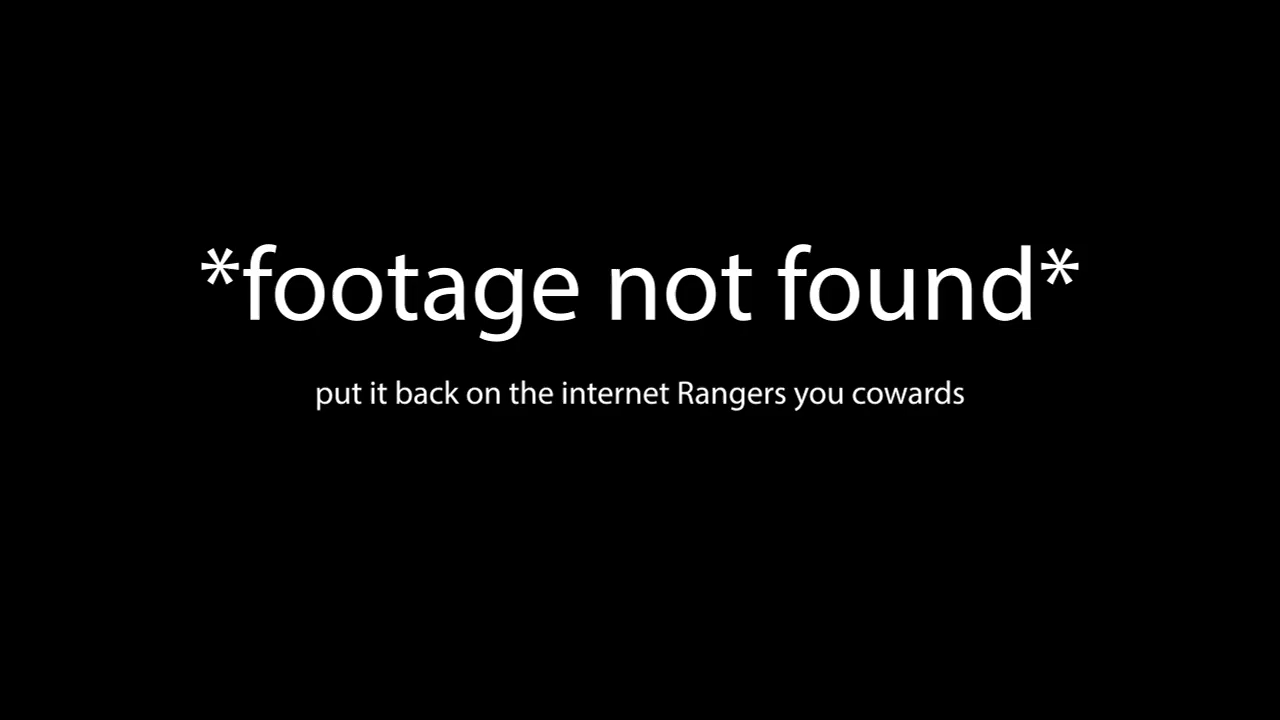 *footage not found*
put it back on the internet Rangers you cowards